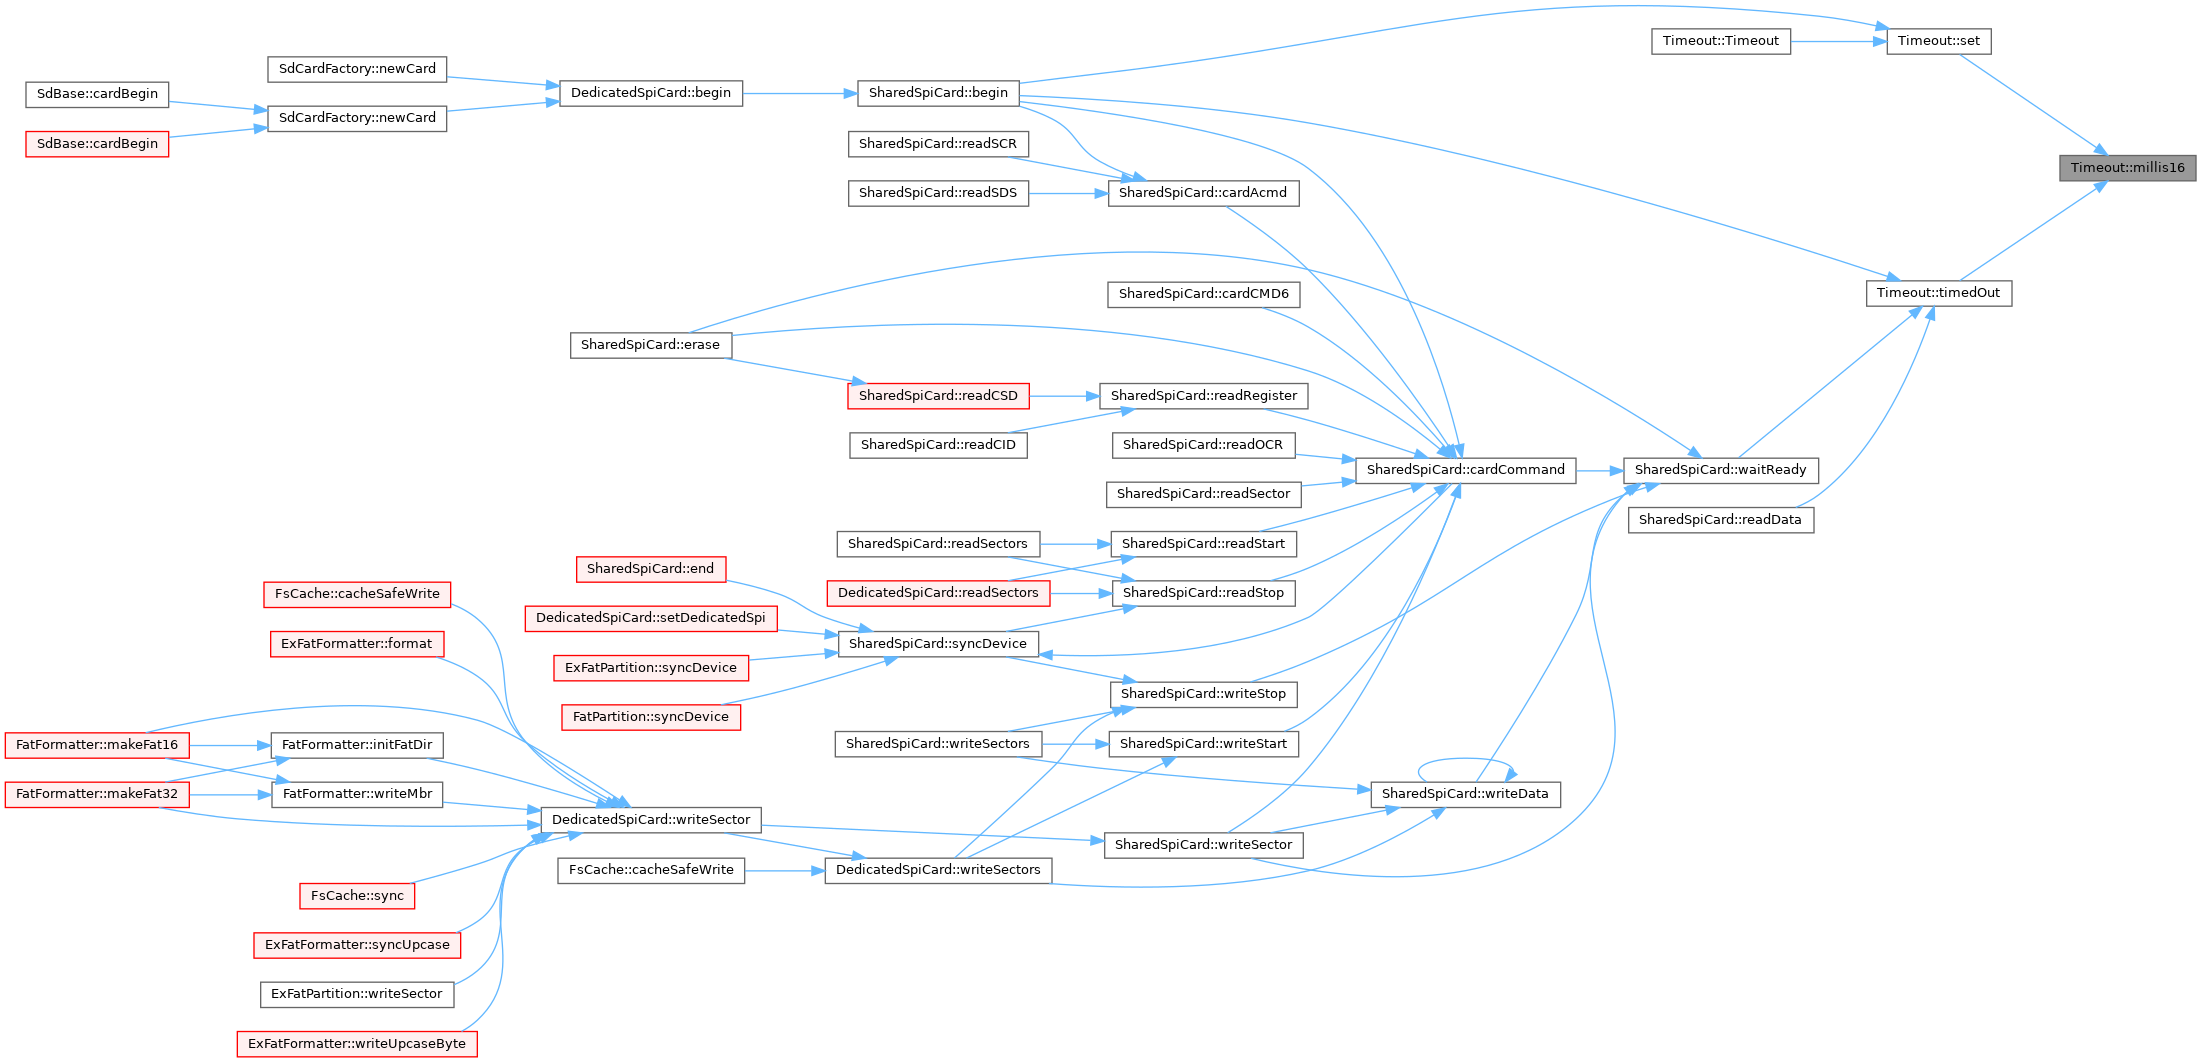 Timeout::millis16
Timeout::set
Timeout::Timeout
SharedSpiCard::begin
DedicatedSpiCard::begin
SdCardFactory::newCard
SdCardFactory::newCard
SdBase::cardBegin
SdBase::cardBegin
SharedSpiCard::readSCR
SharedSpiCard::readSDS
SharedSpiCard::cardAcmd
Timeout::timedOut
SharedSpiCard::cardCMD6
SharedSpiCard::erase
SharedSpiCard::readCSD
SharedSpiCard::readRegister
SharedSpiCard::readCID
SharedSpiCard::readOCR
SharedSpiCard::cardCommand
SharedSpiCard::waitReady
SharedSpiCard::readSector
SharedSpiCard::readData
SharedSpiCard::readSectors
SharedSpiCard::readStart
SharedSpiCard::end
DedicatedSpiCard::readSectors
SharedSpiCard::readStop
FsCache::cacheSafeWrite
DedicatedSpiCard::setDedicatedSpi
ExFatFormatter::format
SharedSpiCard::syncDevice
ExFatPartition::syncDevice
SharedSpiCard::writeStop
FatPartition::syncDevice
FatFormatter::makeFat16
FatFormatter::initFatDir
SharedSpiCard::writeSectors
SharedSpiCard::writeStart
FatFormatter::makeFat32
FatFormatter::writeMbr
SharedSpiCard::writeData
DedicatedSpiCard::writeSector
SharedSpiCard::writeSector
FsCache::cacheSafeWrite
DedicatedSpiCard::writeSectors
FsCache::sync
ExFatFormatter::syncUpcase
ExFatPartition::writeSector
ExFatFormatter::writeUpcaseByte